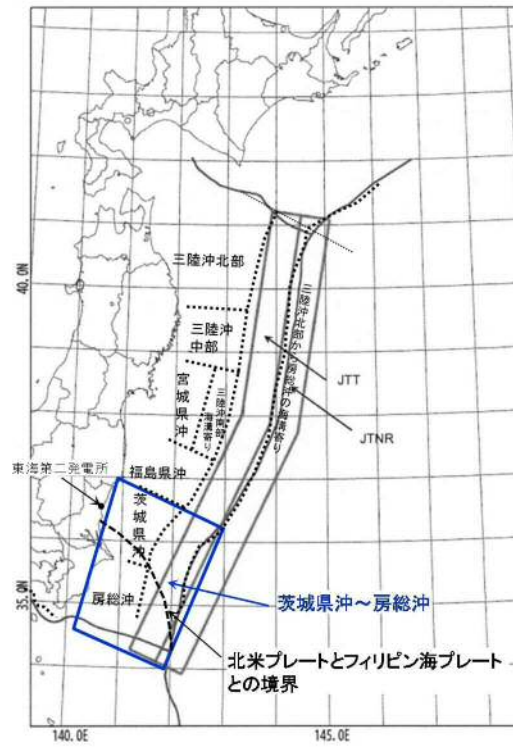 三陸沖北部
40.0N
三陸沖
中部
三陸沖北部から房総沖の海溝寄り
宮城県沖
三陸沖南部
海溝寄り
JTT
JTNR
東海第二発電所
福島県沖
茨城県沖
35.0N
房総沖
茨城県沖～房総沖
北米プレートとフィリピン海プレート
との境界
140.0E
145.0E